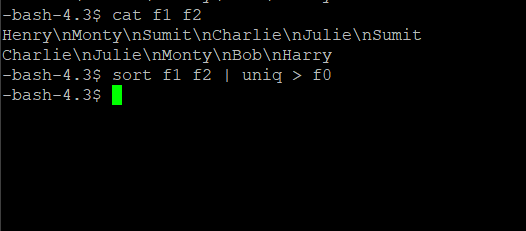 -bash-4.3$ cat f1 f2
Henry\nMonty\nSumit\nCharlie\nJulie\nSumit
Charlie\nJulie\nMonty\nBob\nHarry
-bash-4.3$ sort f1 f2 | uniq > f0
-bash-4.3$